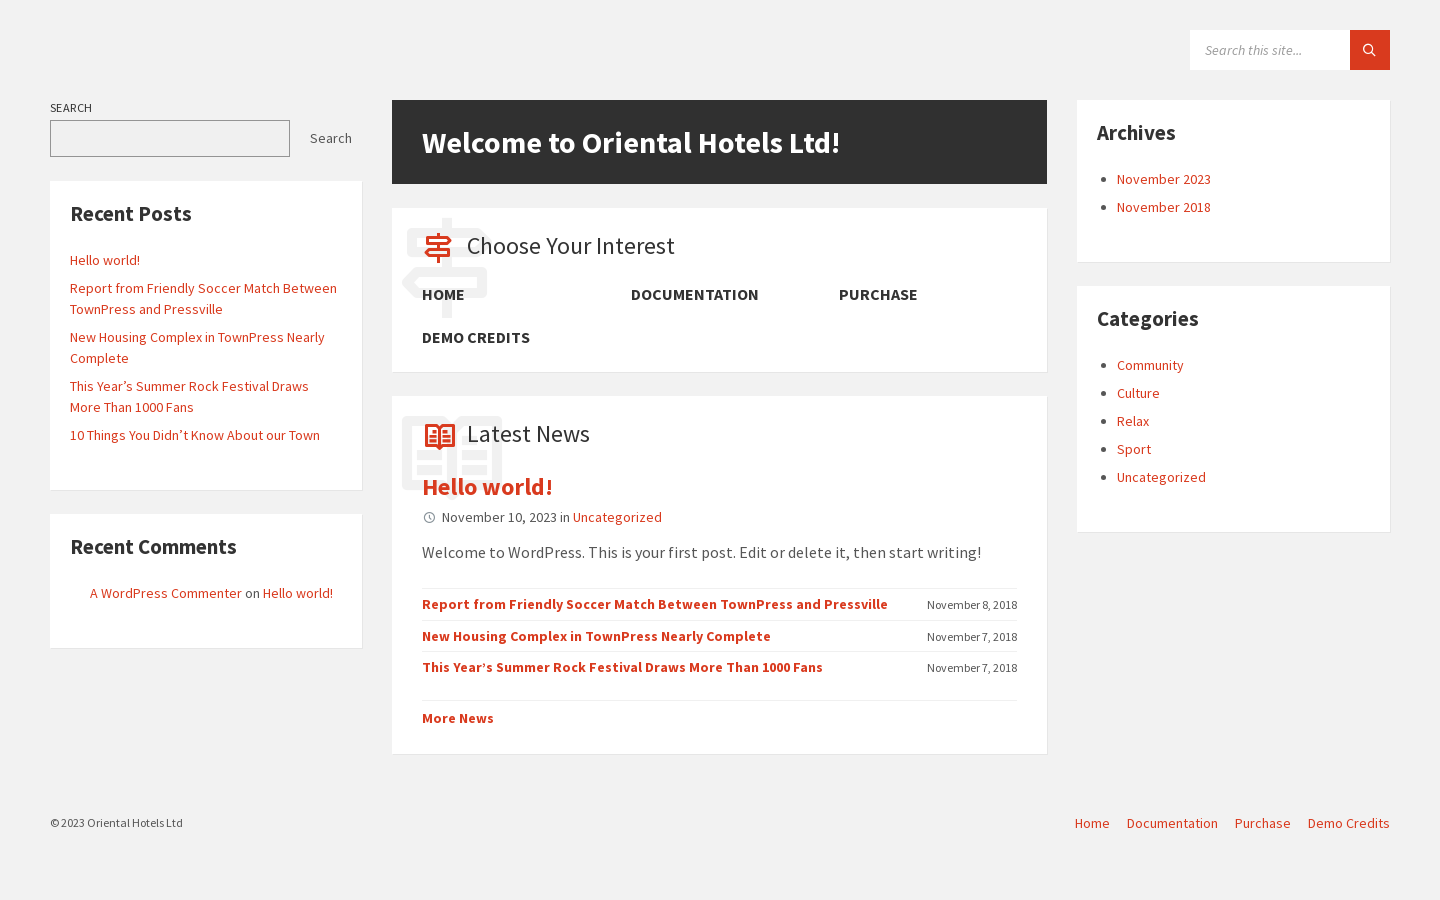 Search this site...
SEARCH
Search
Recent Posts
Hello world!
Report from Friendly Soccer Match Between
TownPress and Pressville
New Housing Complex in TownPress Nearly
Complete
This Year’s Summer Rock Festival Draws
More Than 1000 Fans
10 Things You Didn’t Know About our Town
Recent Comments
A WordPress Commenter on Hello world!
Welcome to Oriental Hotels Ltd!
Choose Your Interest
HOME
DOCUMENTATION
PURCHASE
DEMO CREDITS
Latest News
Hello world!
November 10, 2023 in Uncategorized
Welcome to WordPress. This is your first post. Edit or delete it, then start writing!
Report from Friendly Soccer Match Between TownPress and Pressville November 8, 2018
New Housing Complex in TownPress Nearly Complete November 7, 2018
This Year’s Summer Rock Festival Draws More Than 1000 Fans November 7, 2018
More News
Archives
November 2023
November 2018
Categories
Community
Culture
Relax
Sport
Uncategorized
© 2023 Oriental Hotels Ltd
Home Documentation Purchase Demo Credits